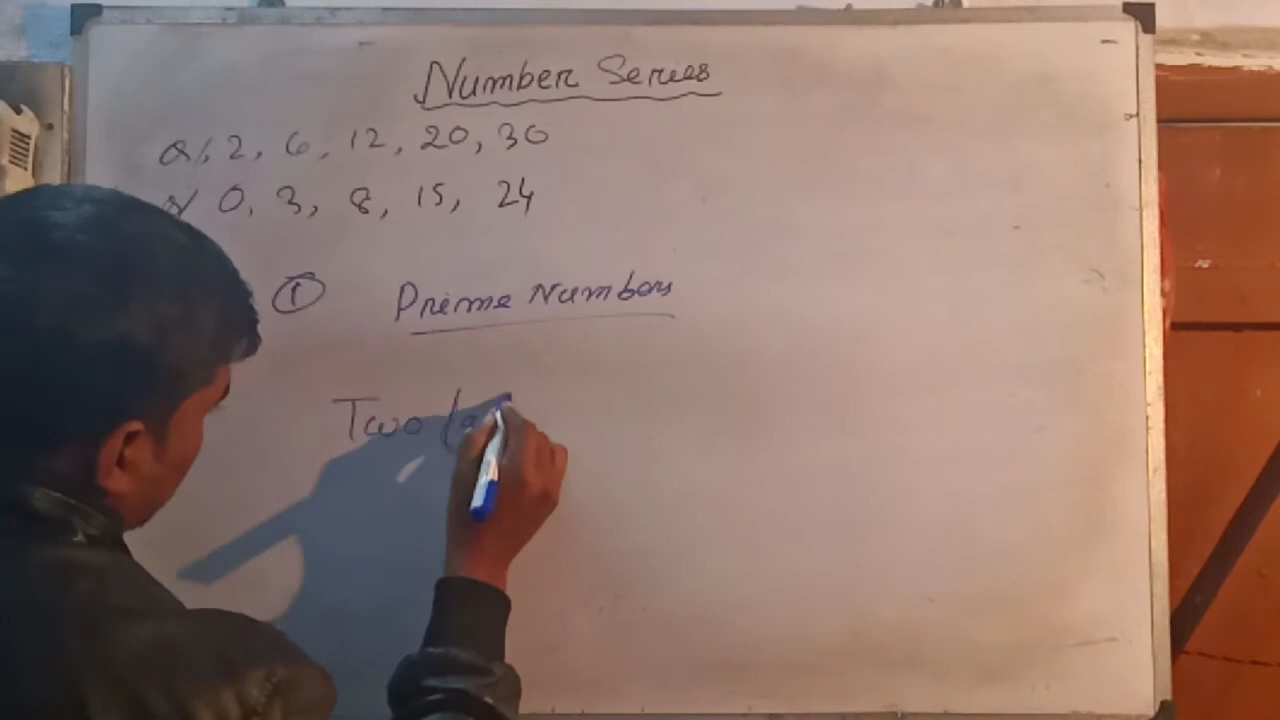 Number Series
Q/. 2, 6, 12, 20, 30
0, 3, 8, 15, 24
① Prime Numbers
Two